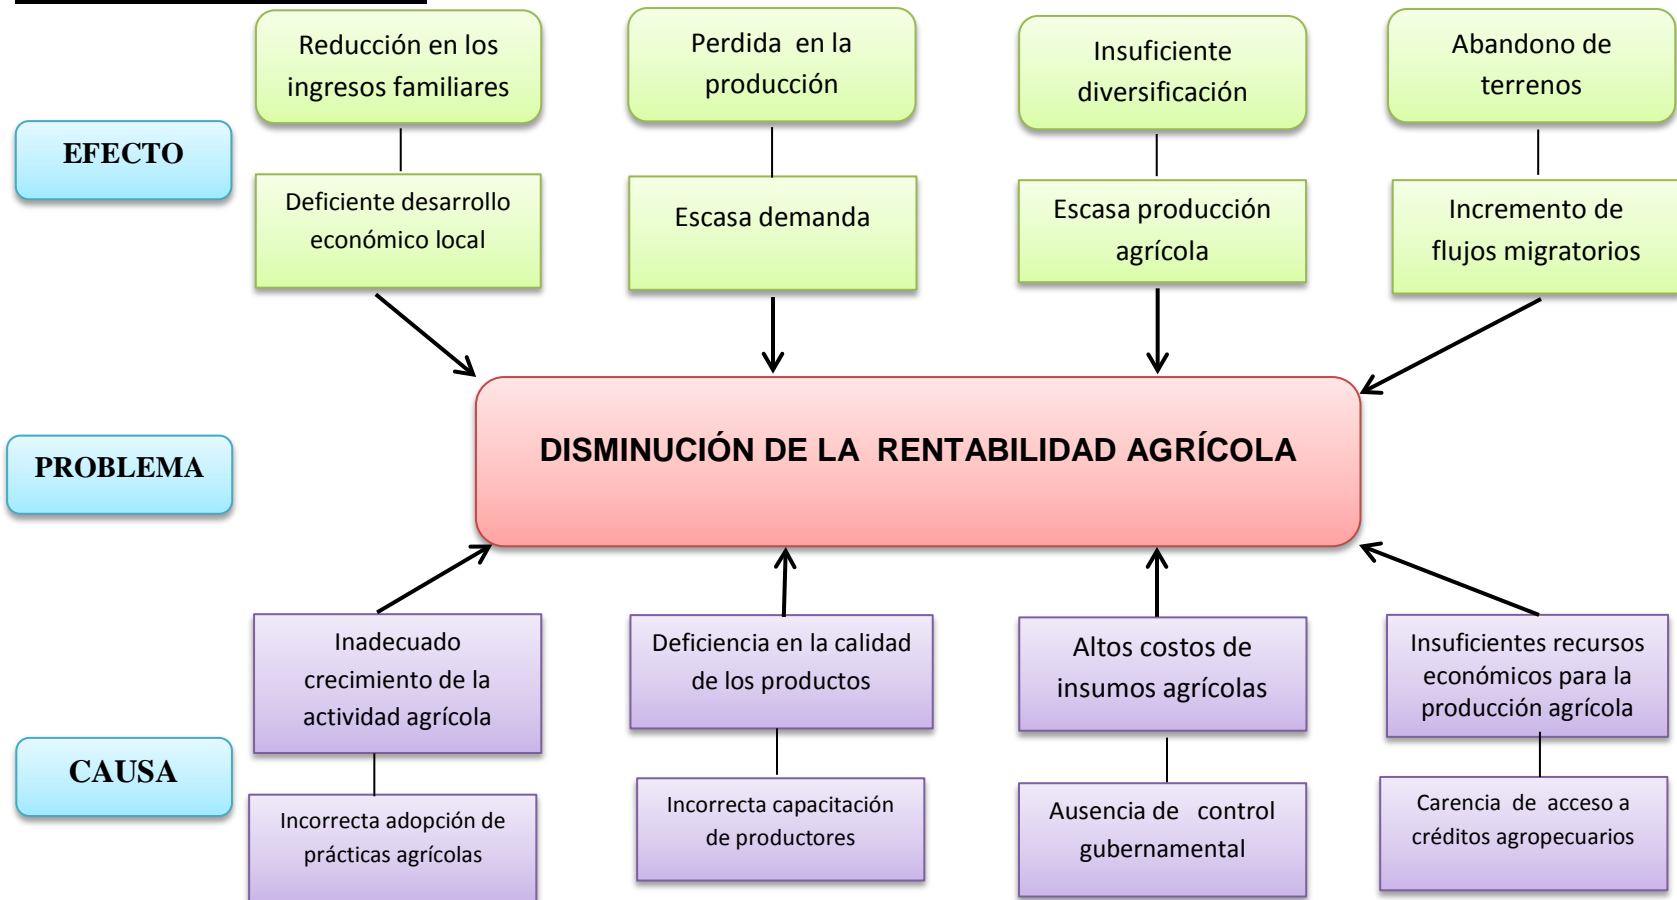 Reducción en los
ingresos familiares
Perdida en la
producción
Insuficiente
diversificación
Abandono de
terrenos
EFECTO
Deficiente desarrollo
económico local
Escasa demanda
Escasa producción
agrícola
Incremento de
flujos migratorios
PROBLEMA
DISMINUCIÓN DE LA RENTABILIDAD AGRÍCOLA
Inadecuado
crecimiento de la
actividad agrícola
Deficiencia en la calidad
de los productos
Altos costos de
insumos agrícolas
Insuficientes recursos
económicos para la
producción agrícola
CAUSA
Incorrecta adopción de
prácticas agrícolas
Incorrecta capacitación
de productores
Ausencia de control
gubernamental
Carencia de acceso a
créditos agropecuarios